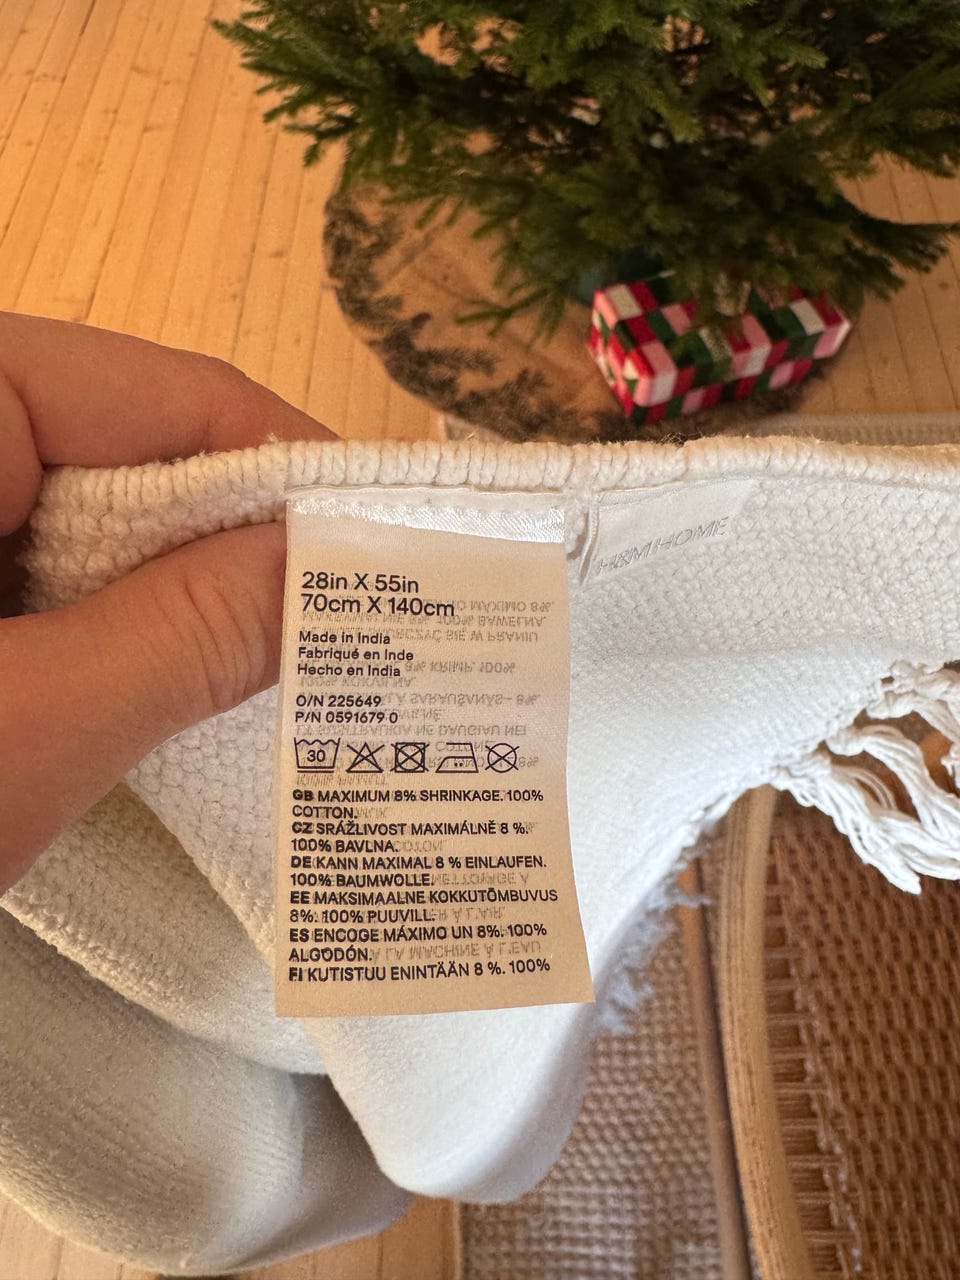 28in X 55in
70cm X 140cm
Made in India
Fabriqué en Inde
Hecho en India
O/N 225649
P/N 0591679 0
30
GB MAXIMUM 8% SHRINKAGE. 100%
COTTON.
CZ SRÁŽLIVOST MAXIMÁLNĚ 8 %.
100% BAVLNA.
DE KANN MAXIMAL 8 % EINLAUFEN.
100% BAUMWOLLE.
EE MAKSIMAALNE KOKKUTÕMBUVUS
8%. 100% PUUVILL.
ES ENCOGE MÁXIMO UN 8%. 100%
ALGODÓN.
FI KUTISTUU ENINTÄÄN 8 %. 100%
H&M HOME